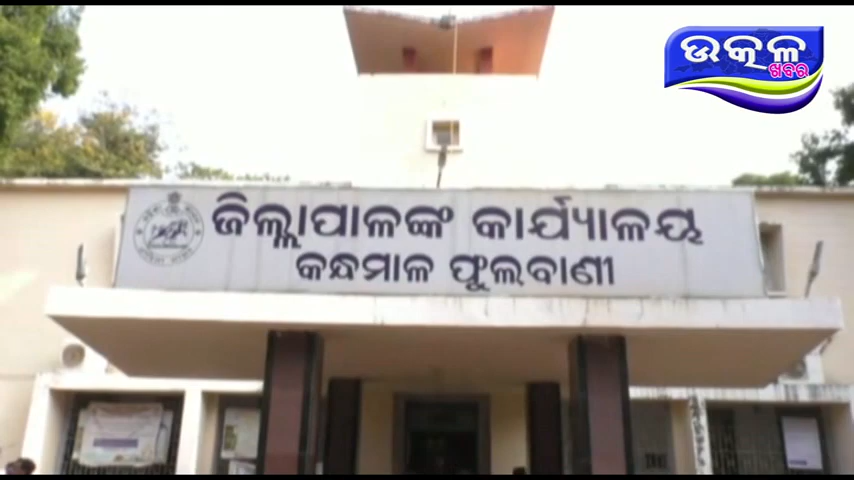 ଉତ୍କଳ
ଖବର
ଜିଲ୍ଲାପାଳଙ୍କ କାର୍ଯ୍ୟାଳୟ
କନ୍ଧମାଳ ଫୁଲବାଣୀ